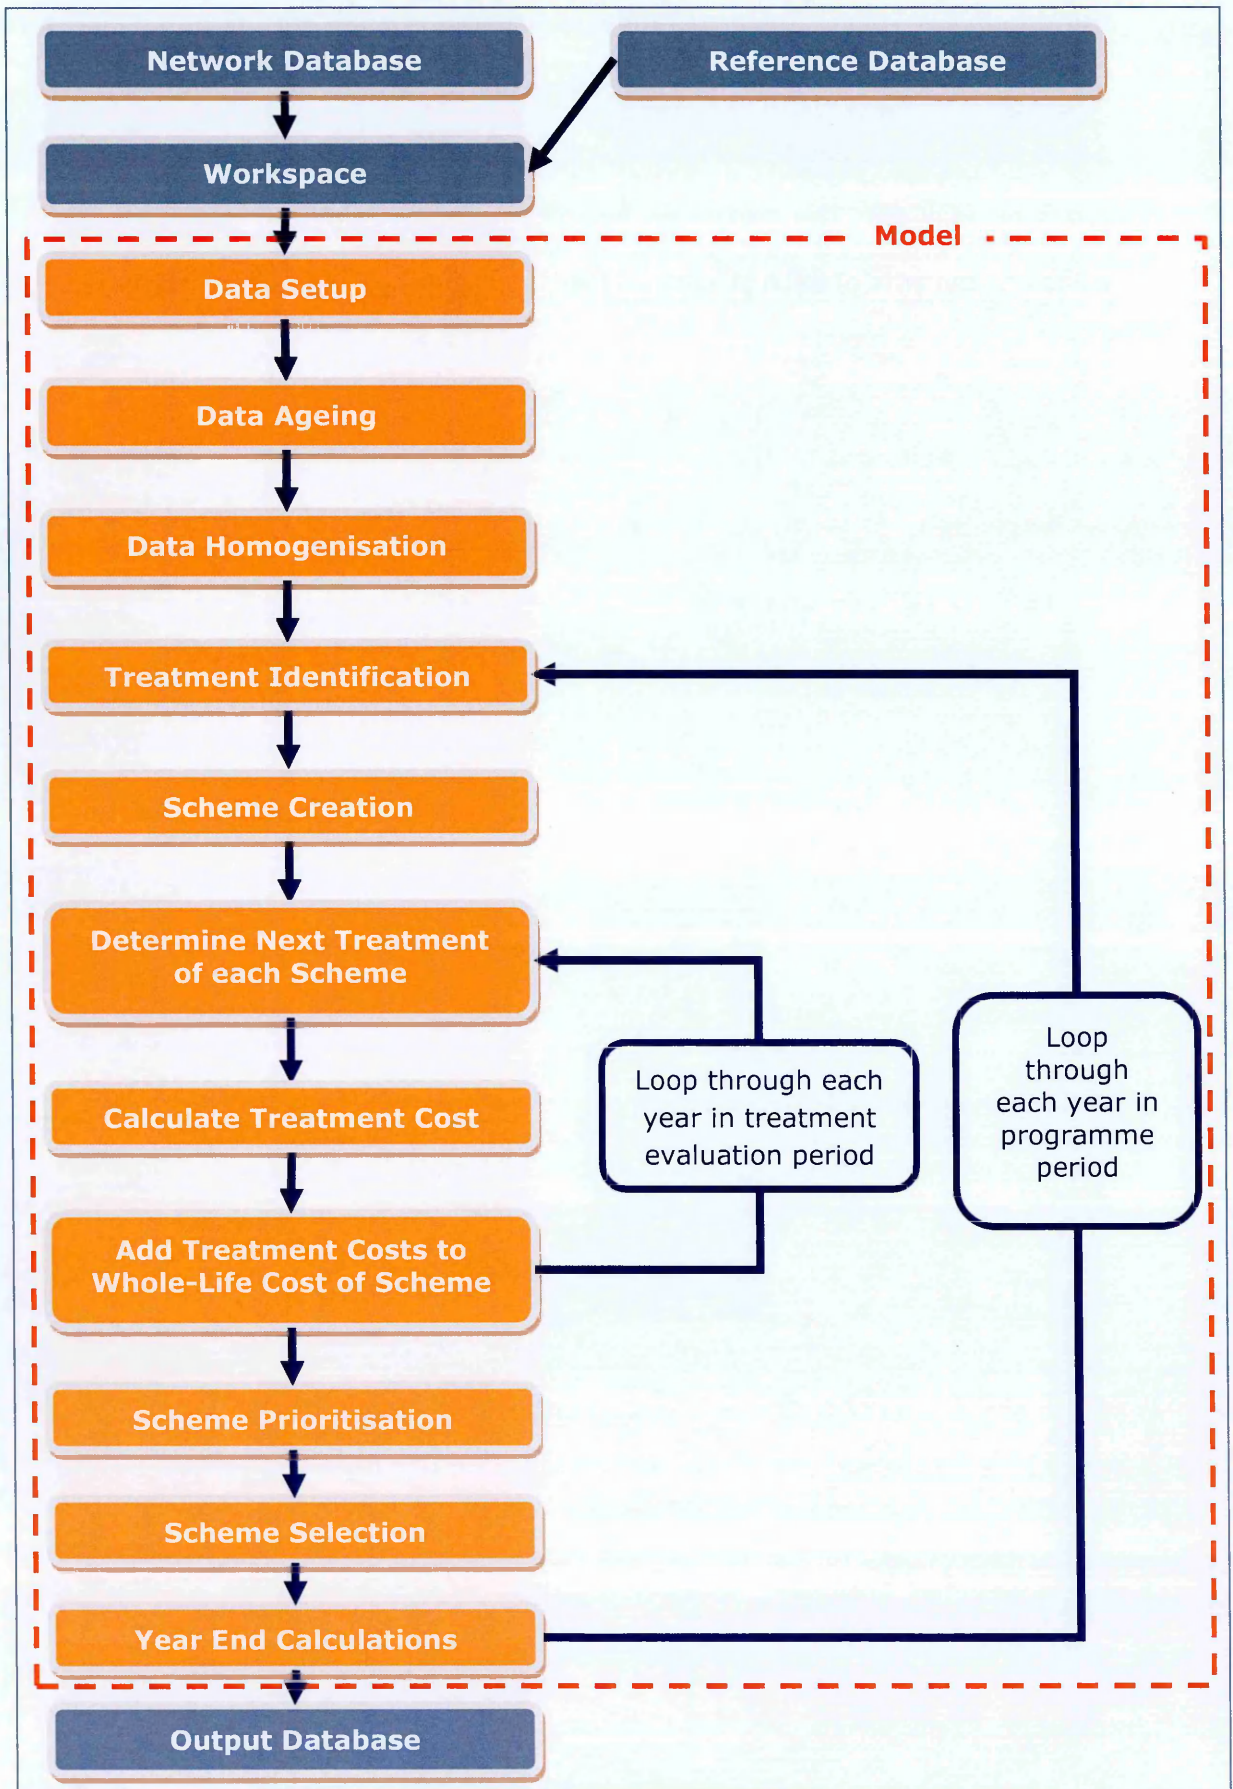 Network Database
Reference Database
Workspace
Model
Data Setup
Data Ageing
Data Homogenisation
Treatment Identification
Scheme Creation
Determine Next Treatment
of each Scheme
Calculate Treatment Cost
Add Treatment Costs to
Whole-Life Cost of Scheme
Loop through each
year in treatment
evaluation period
Loop
through
each year in
programme
period
Scheme Prioritisation
Scheme Selection
Year End Calculations
Output Database